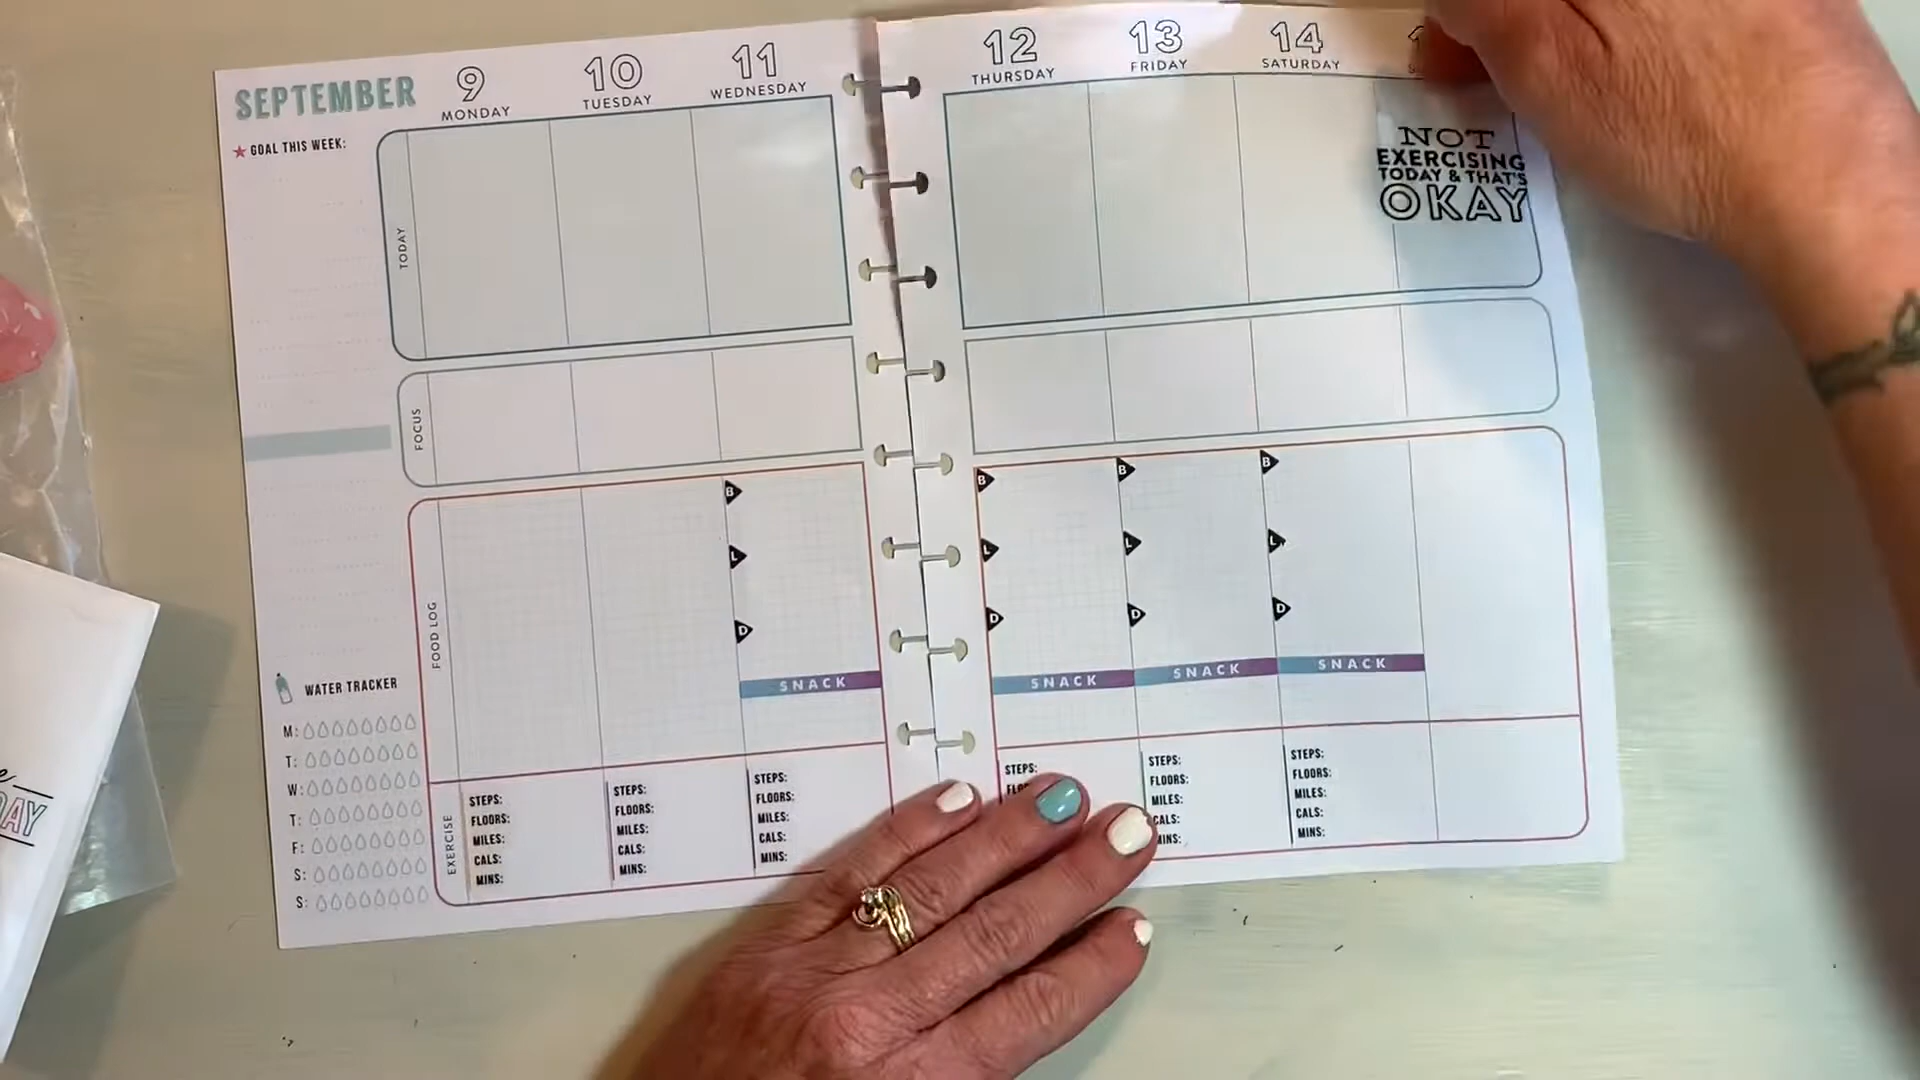 SEPTEMBER
9
MONDAY
10
TUESDAY
11
WEDNESDAY
12
THURSDAY
13
FRIDAY
14
SATURDAY
GOAL THIS WEEK:
TODAY
NOT
EXERCISING
TODAY & THAT'S
OKAY
FOCUS
FOOD LOG
B
L
D
SNACK
B
L
D
SNACK
B
L
D
SNACK
B
L
D
SNACK
WATER TRACKER
M:
T:
W:
T:
F:
S:
S:
EXERCISE
STEPS:
FLOORS:
MILES:
CALS:
MINS:
STEPS:
FLOORS:
MILES:
CALS:
MINS:
STEPS:
FLOORS:
MILES:
CALS:
MINS:
STEPS:
STEPS:
FLOORS:
MILES:
CALS:
MINS:
STEPS:
FLOORS:
MILES:
CALS:
MINS: